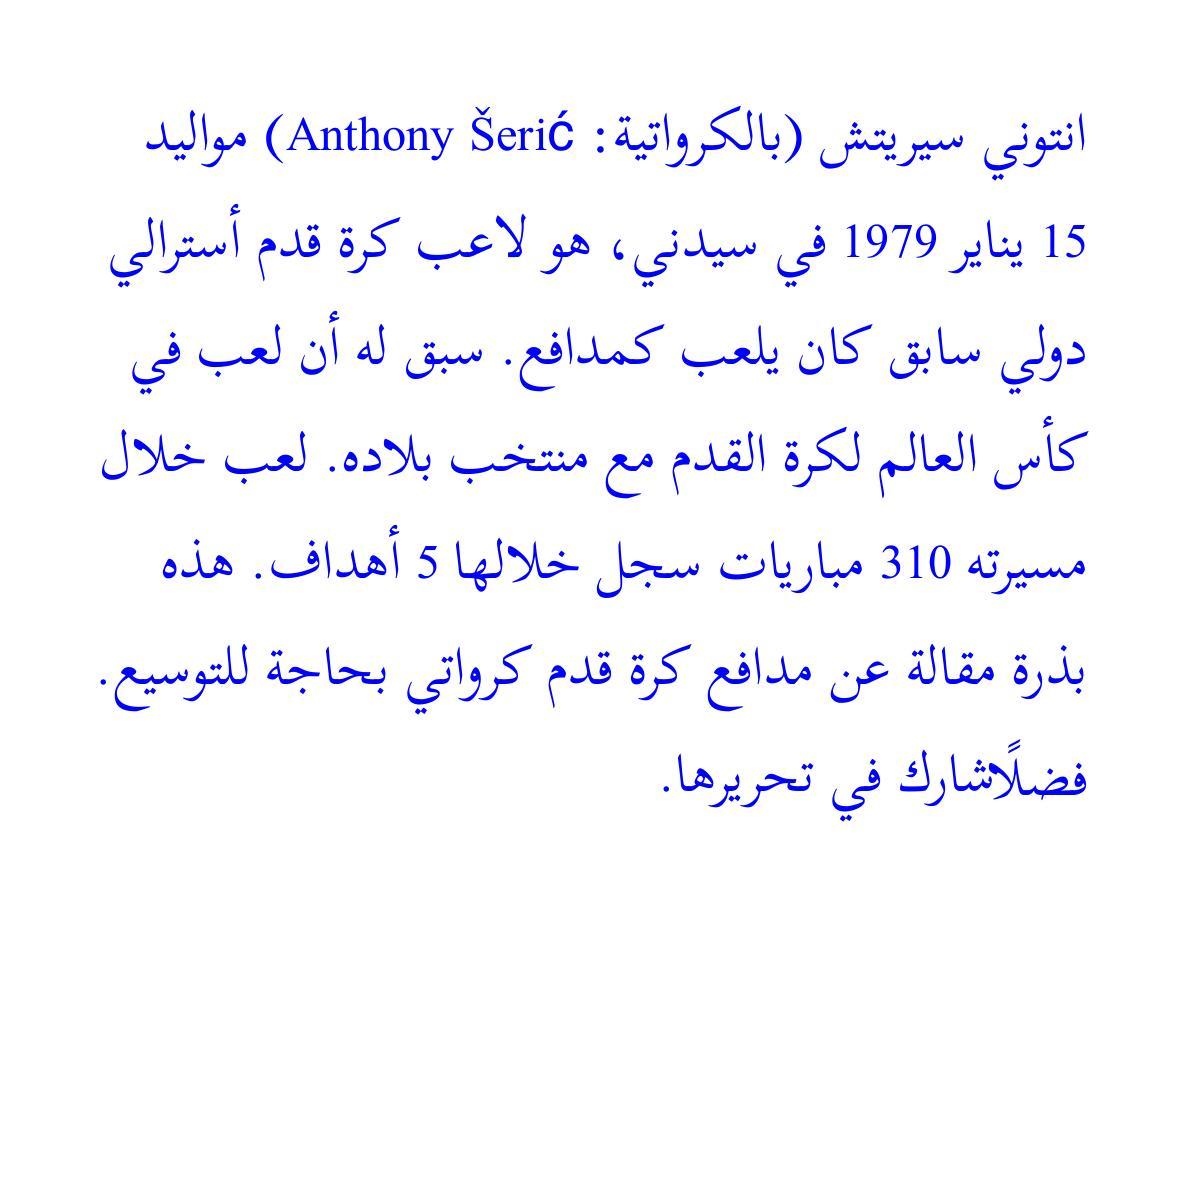 انتوني سيريتش (بالكرواتية: Anthony Šerić) مواليد
15 يناير 1979 في سيدني، هو لاعب كرة قدم أسترالي
دولي سابق كان يلعب كمدافع. سبق له أن لعب في
كأس العالم لكرة القدم مع منتخب بلاده. لعب خلال
مسيرته 310 مباريات سجل خلالها 5 أهداف. هذه
بذرة مقالة عن مدافع كرة قدم كرواتي بحاجة للتوسيع.
فضلًاشارك في تحريرها.